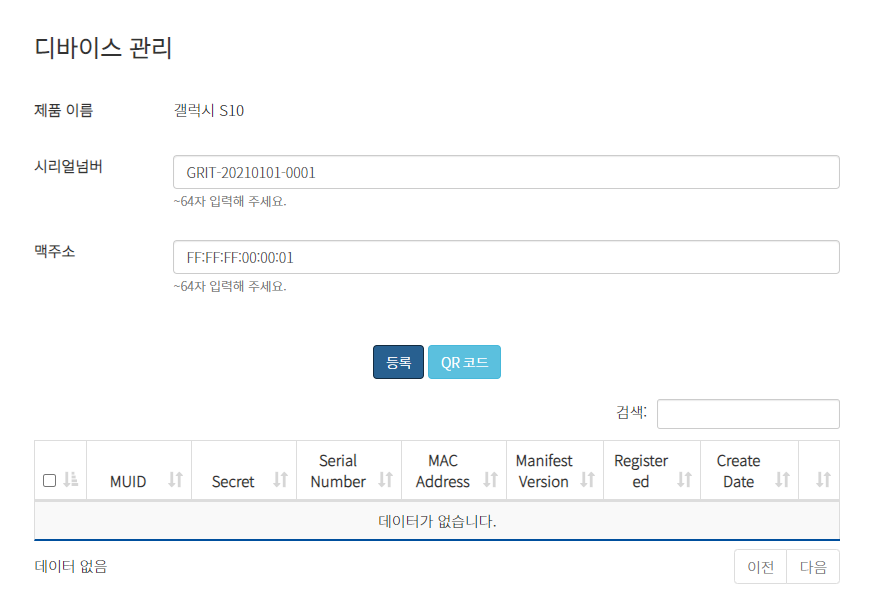 디바이스 관리
제품 이름 갤럭시 S10
시리얼넘버 GRIT-20210101-0001
~64자 입력해 주세요.
맥주소 FF:FF:FF:00:00:01
~64자 입력해 주세요.
등록 QR 코드
검색:
MUID Secret Serial Number MAC Address Manifest Version Registered Create Date
데이터가 없습니다.
데이터 없음 이전 다음